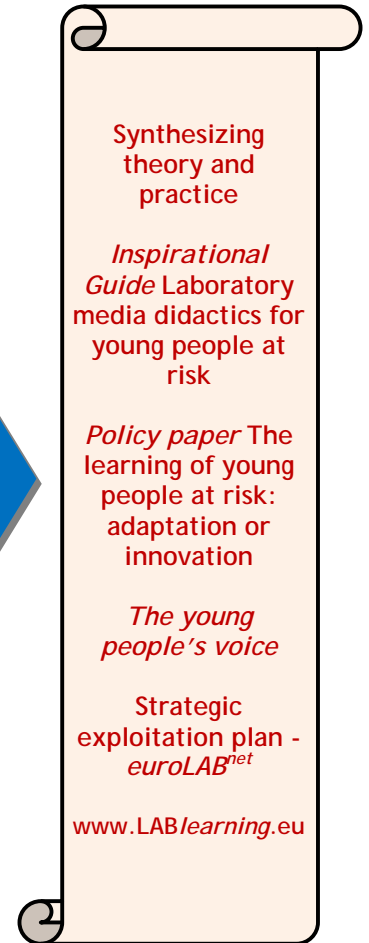 Synthesizing
theory and
practice
Inspirational
Guide Laboratory
media didactics for
young people at
risk
Policy paper The
learning of young
people at risk:
adaptation or
innovation
The young
people's voice
Strategic
exploitation plan -
euroLABnet
www.LABlearning.eu